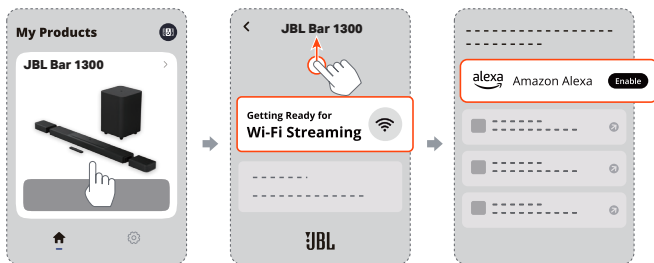 My Products
JBL Bar 1300
JBL Bar 1300
Getting Ready for
Wi-Fi Streaming
JBL
alexa Amazon Alexa Enable